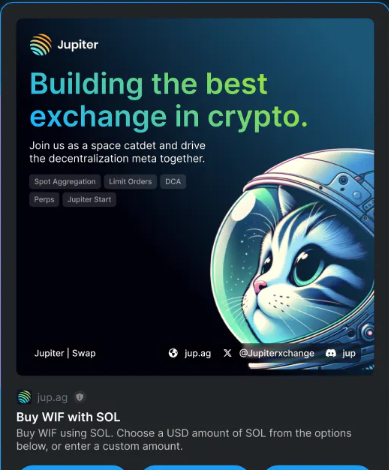 Jupiter
Building the best
exchange in crypto.
Join us as a space catdet and drive
the decentralization meta together.
Spot Aggregation Limit Orders DCA
Perps Jupiter Start
Jupiter | Swap jup.ag @Jupiterxchange jup
jup.ag
Buy WIF with SOL
Buy WIF using SOL. Choose a USD amount of SOL from the options
below, or enter a custom amount.